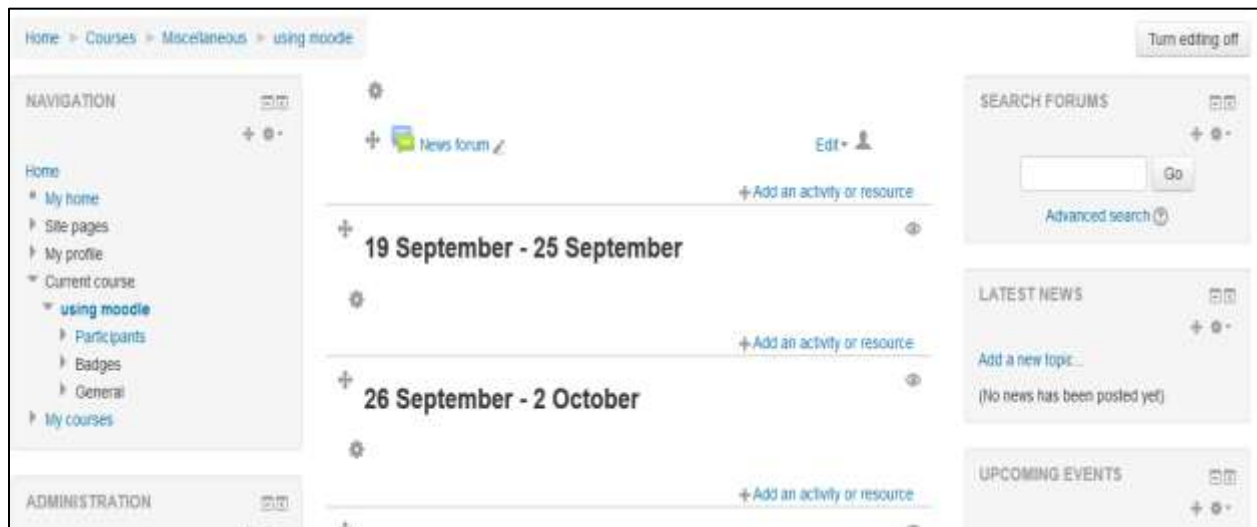 Home Courses Miscellaneous using moodle
Turn editing off
NAVIGATION
Home
My home
Site pages
My profile
Current course
using moodle
Participants
Badges
General
My courses
ADMINISTRATION
News forum
Edit
+Add an activity or resource
19 September - 25 September
+Add an activity or resource
26 September - 2 October
+Add an activity or resource
SEARCH FORUMS
Go
Advanced search
LATEST NEWS
Add a new topic...
(No news has been posted yet)
UPCOMING EVENTS